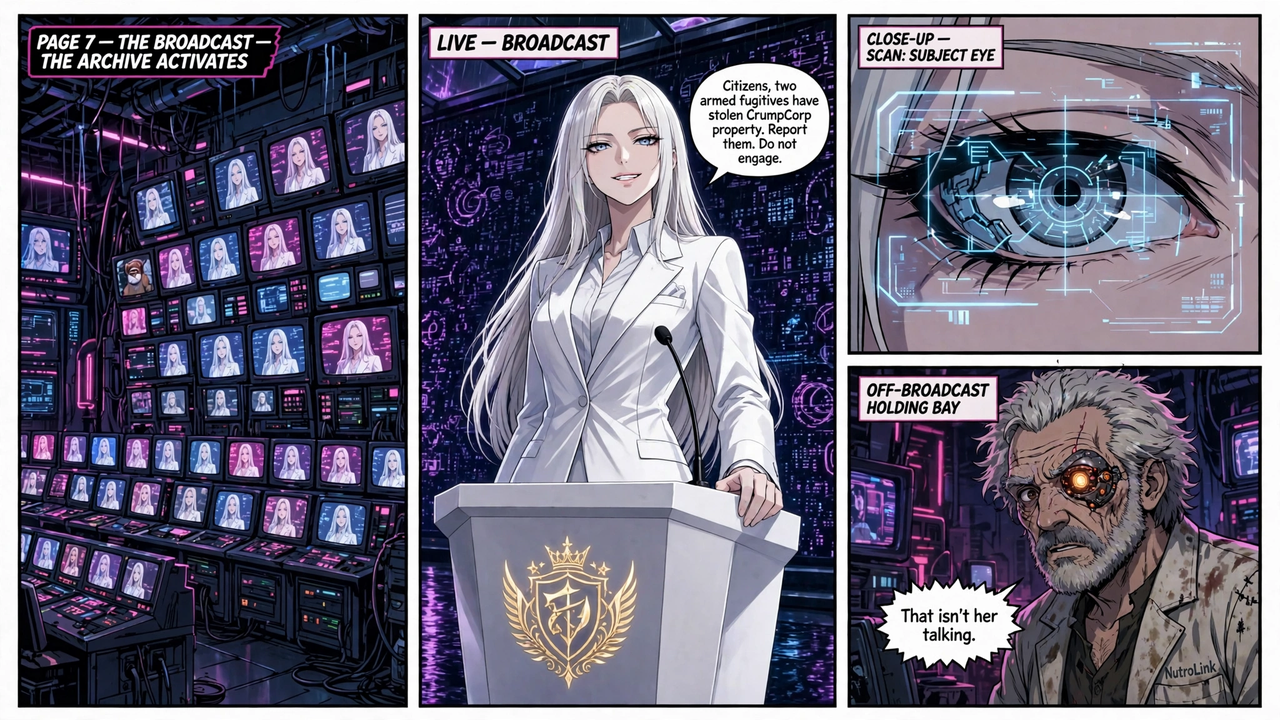 PAGE 7 — THE BROADCAST —
THE ARCHIVE ACTIVATES
LIVE — BROADCAST
Citizens, two
armed fugitives have
stolen CrumpCorp
property. Report
them. Do not
engage.
CLOSE-UP —
SCAN: SUBJECT EYE
OFF-BROADCAST
HOLDING BAY
That isn't her
talking.
NutroLink